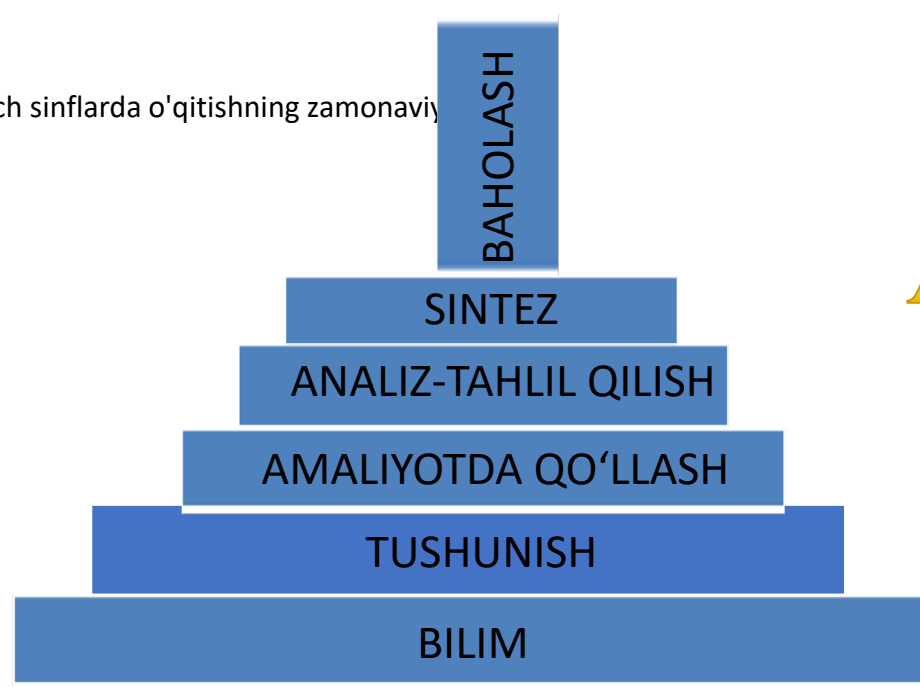 ch sinflarda o'qitishning zamonaviy
BAHOLASH
SINTEZ
ANALIZ-TAHLIL QILISH
AMALIYOTDA QO‘LLASH
TUSHUNISH
BILIM